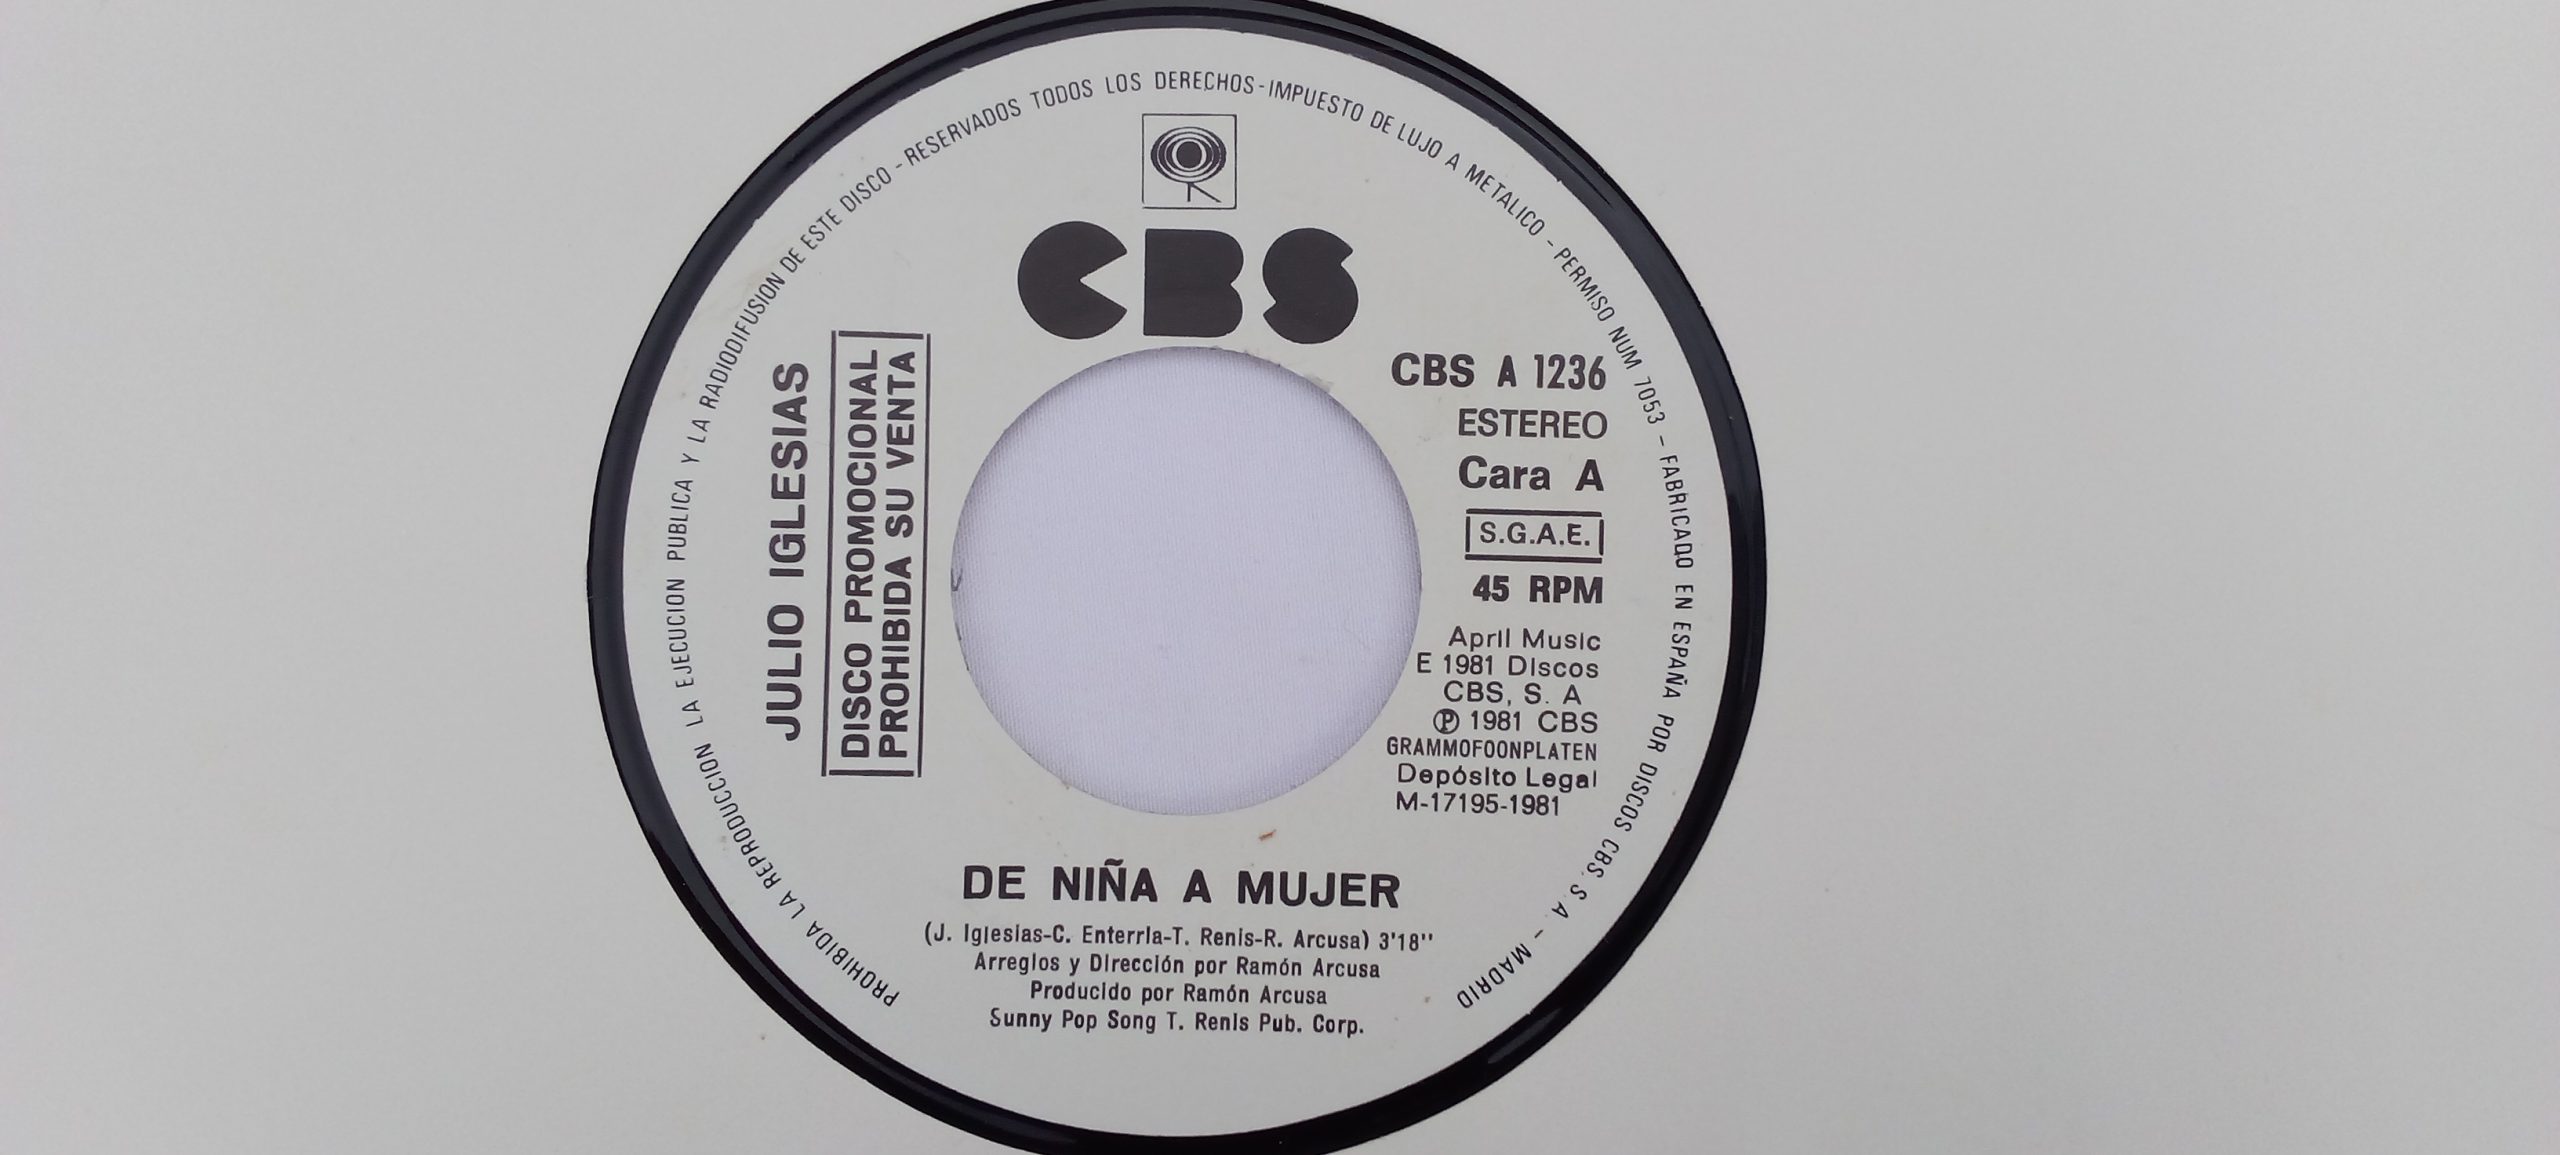 PROHIBIDA LA REPRODUCCION LA EJECUCION PUBLICA Y LA RADIODIFUSION DE ESTE DISCO - RESERVADOS TODOS LOS DERECHOS - IMPUESTO DE LUJO A METALICO - PERMISO NUM 7053 - FABRICADO EN ESPAÑA POR DISCOS CBS, S. A. - MADRID
CBS
JULIO IGLESIAS
DISCO PROMOCIONAL
PROHIBIDA SU VENTA
CBS A 1236
ESTEREO
Cara A
S.G.A.E.
45 RPM
April Music
E 1981 Discos
CBS, S. A
℗ 1981 CBS
GRAMMOFOONPLATEN
Depósito Legal
M-17195-1981
DE NIÑA A MUJER
(J. Iglesias-C. Enterria-T. Renis-R. Arcusa) 3'18''
Arreglos y Dirección por Ramón Arcusa
Producido por Ramón Arcusa
Sunny Pop Song T. Renis Pub. Corp.